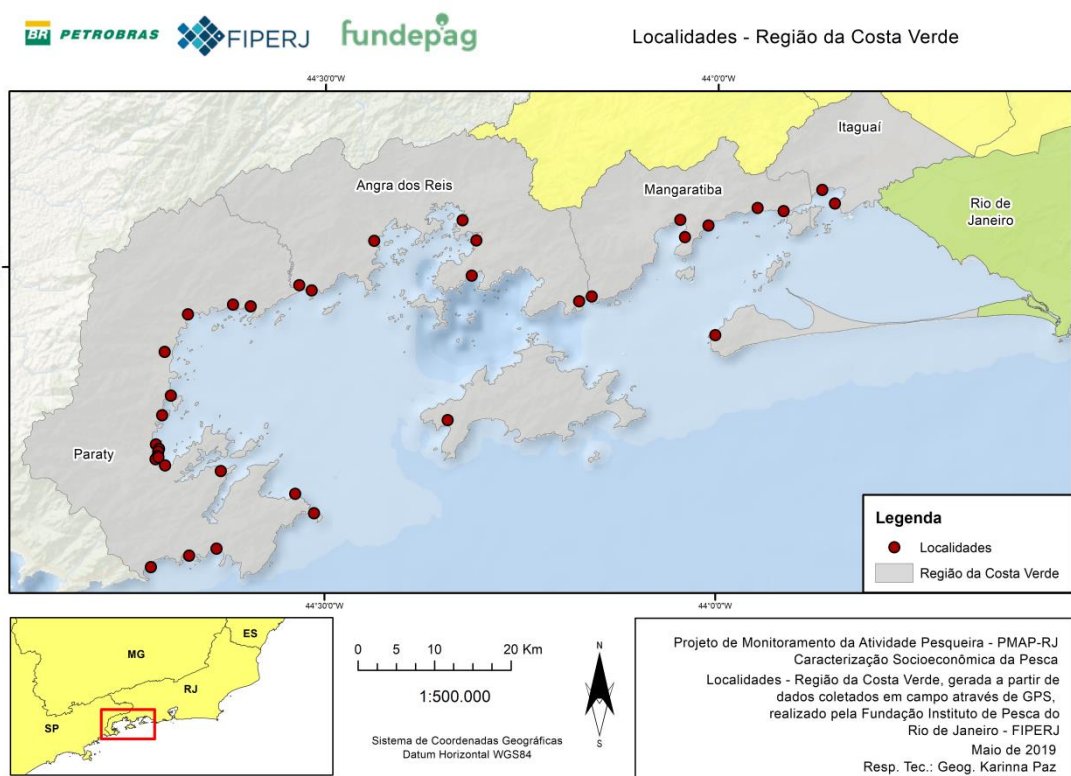 BR PETROBRAS
FIPERJ
fundepag
Localidades - Região da Costa Verde
44°30'0"W
44°0'0"W
Itaguaí
Angra dos Reis
Mangaratiba
Rio de
Janeiro
Paraty
Legenda
Localidades
Região da Costa Verde
44°30'0"W
44°0'0"W
ES
MG
RJ
SP
0 5 10 20 Km
1:500.000
Sistema de Coordenadas Geográficas
Datum Horizontal WGS84
N
S
Projeto de Monitoramento da Atividade Pesqueira - PMAP-RJ
Caracterização Socioeconômica da Pesca
Localidades - Região da Costa Verde, gerada a partir de
dados coletados em campo através de GPS,
realizado pela Fundação Instituto de Pesca do
Rio de Janeiro - FIPERJ
Maio de 2019
Resp. Tec.: Geog. Karinna Paz